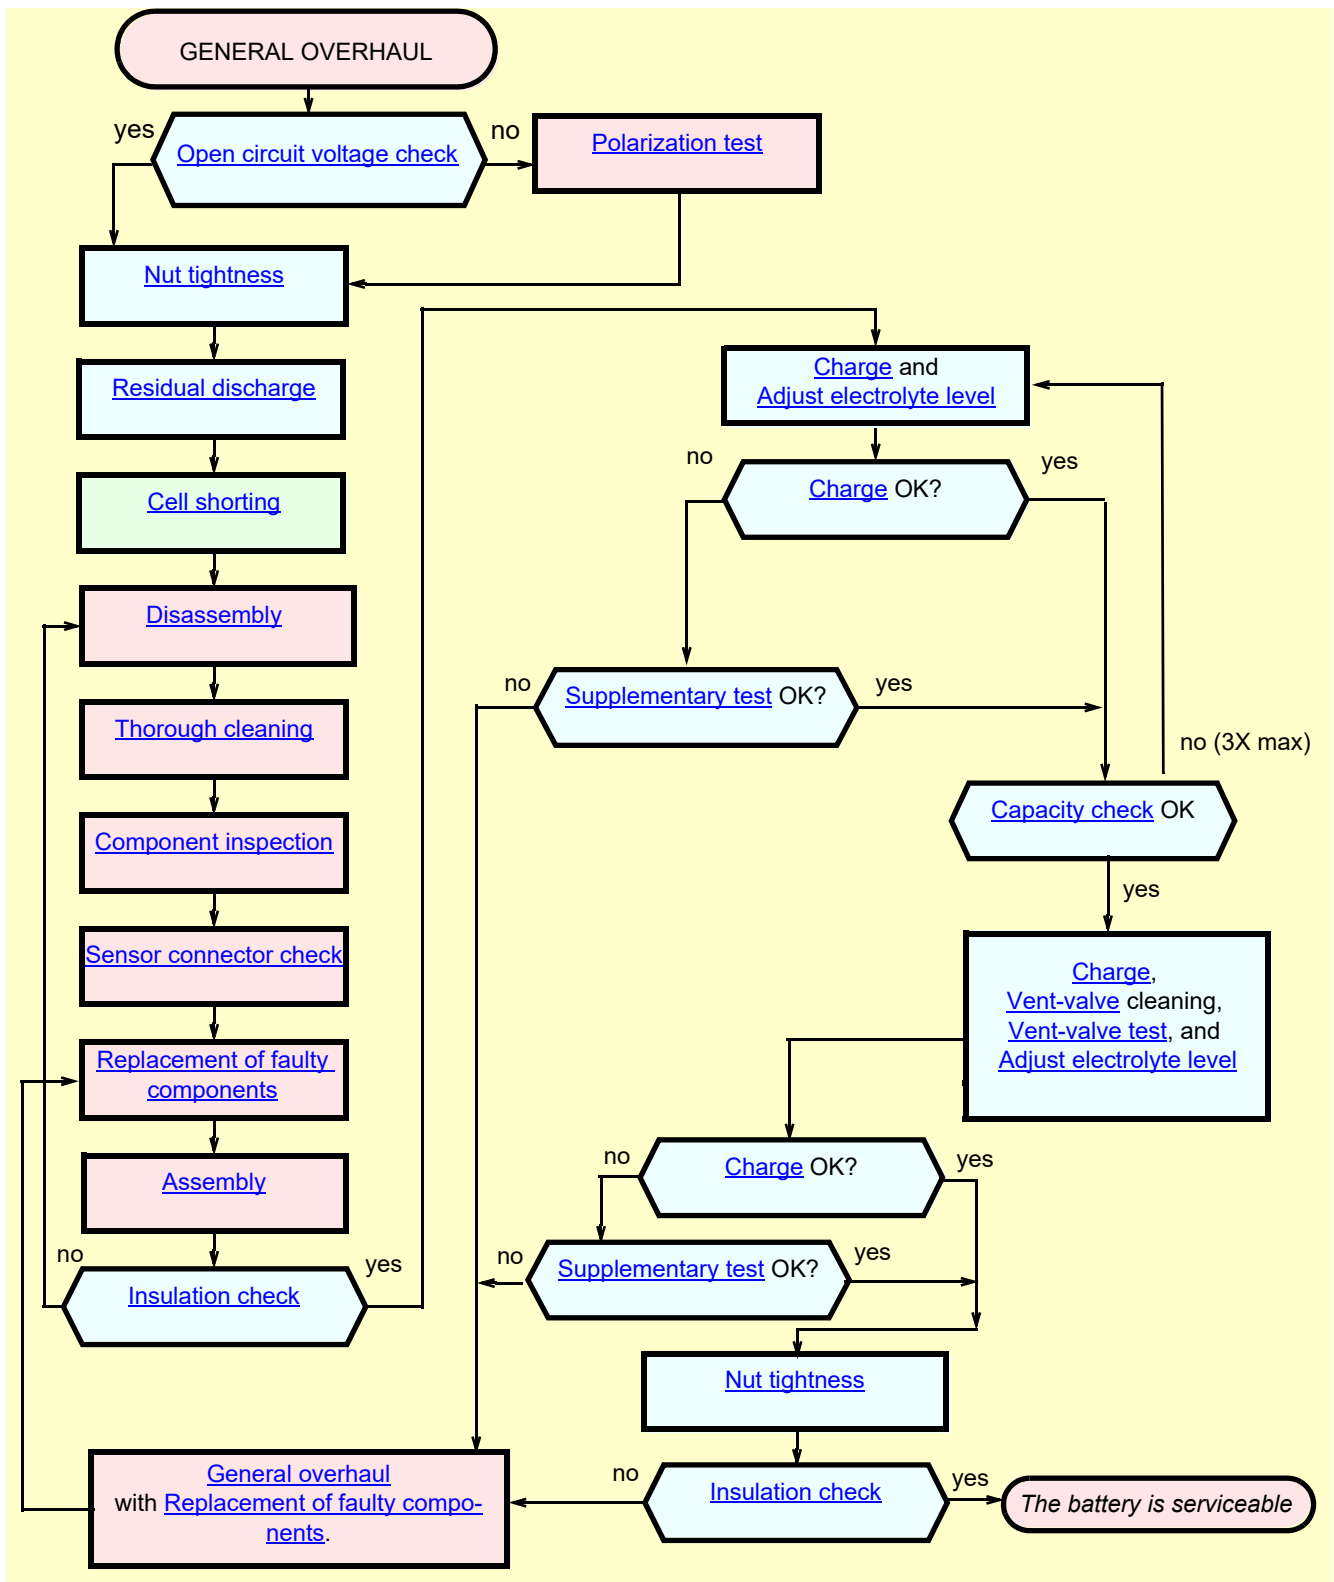 GENERAL OVERHAUL
yes
no
Open circuit voltage check
Polarization test
Nut tightness
Residual discharge
Cell shorting
Disassembly
Thorough cleaning
Component inspection
Sensor connector check
Replacement of faulty
components
Assembly
no
yes
Insulation check
Charge and
Adjust electrolyte level
no
yes
Charge OK?
no
yes
Supplementary test OK?
no (3X max)
Capacity check OK
yes
Charge,
Vent-valve cleaning,
Vent-valve test, and
Adjust electrolyte level
no
yes
Charge OK?
no
yes
Supplementary test OK?
Nut tightness
no
yes
Insulation check
The battery is serviceable
General overhaul
with Replacement of faulty compo-
nents.